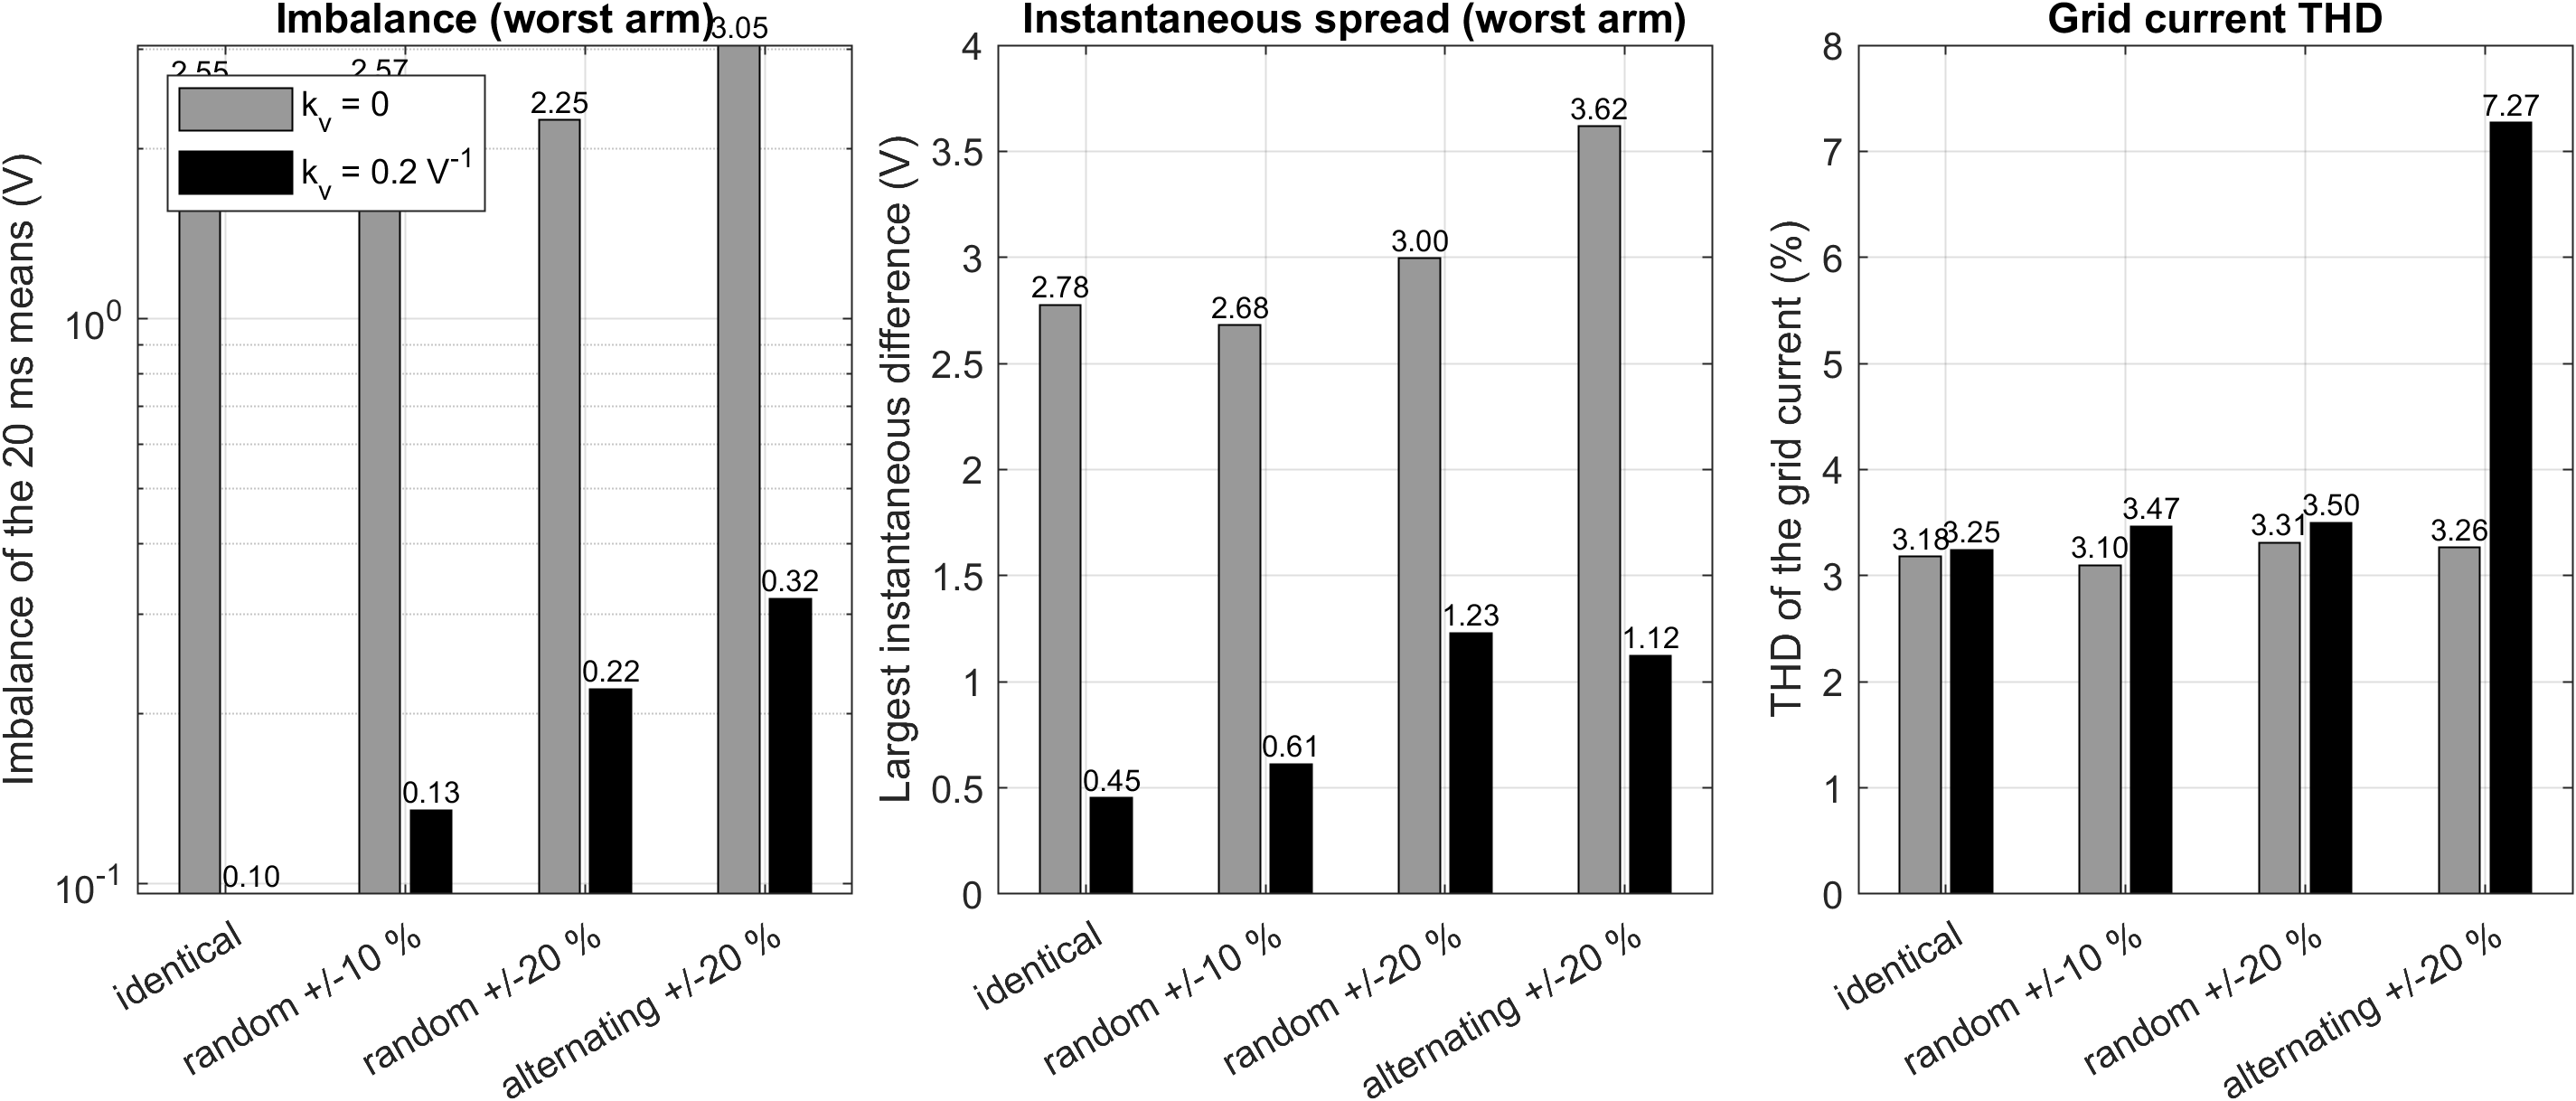 Imbalance (worst arm)
3.05
2.55
2.57
2.25
k_v = 0
k_v = 0.2 V^-1
10^0
10^-1
0.10
0.13
0.22
0.32
Imbalance of the 20 ms means (V)
identical
random +/-10 %
random +/-20 %
alternating +/-20 %
Instantaneous spread (worst arm)
Largest instantaneous difference (V)
4
3.5
3
2.5
2
1.5
1
0.5
0
2.78
0.45
2.68
0.61
3.00
1.23
3.62
1.12
identical
random +/-10 %
random +/-20 %
alternating +/-20 %
Grid current THD
THD of the grid current (%)
8
7
6
5
4
3
2
1
0
3.18
3.25
3.10
3.47
3.31
3.50
3.26
7.27
identical
random +/-10 %
random +/-20 %
alternating +/-20 %